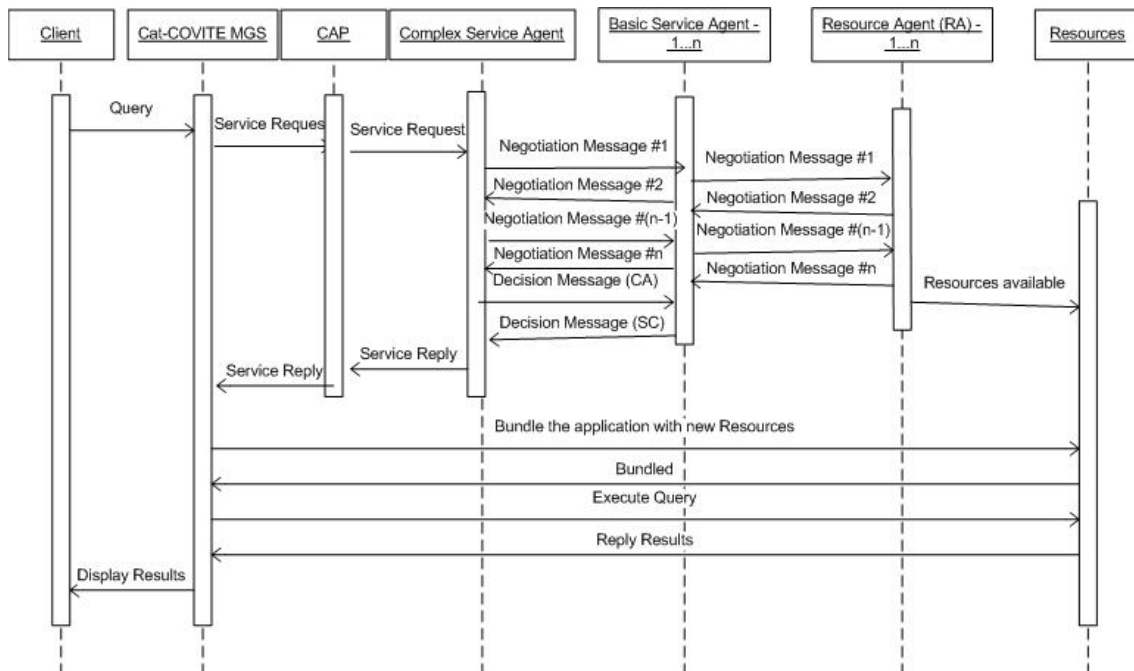 Client
Cat-COVITE MGS
CAP
Complex Service Agent
Basic Service Agent -
1...n
Resource Agent (RA) -
1...n
Resources
Query
Service Reques
Service Request
Negotiation Message #1
Negotiation Message #1
Negotiation Message #2
Negotiation Message #2
Negotiation Message #(n-1)
Negotiation Message #(n-1)
Negotiation Message #n
Negotiation Message #n
Decision Message (CA)
Resources available
Decision Message (SC)
Service Reply
Service Reply
Bundle the application with new Resources
Bundled
Execute Query
Reply Results
Display Results